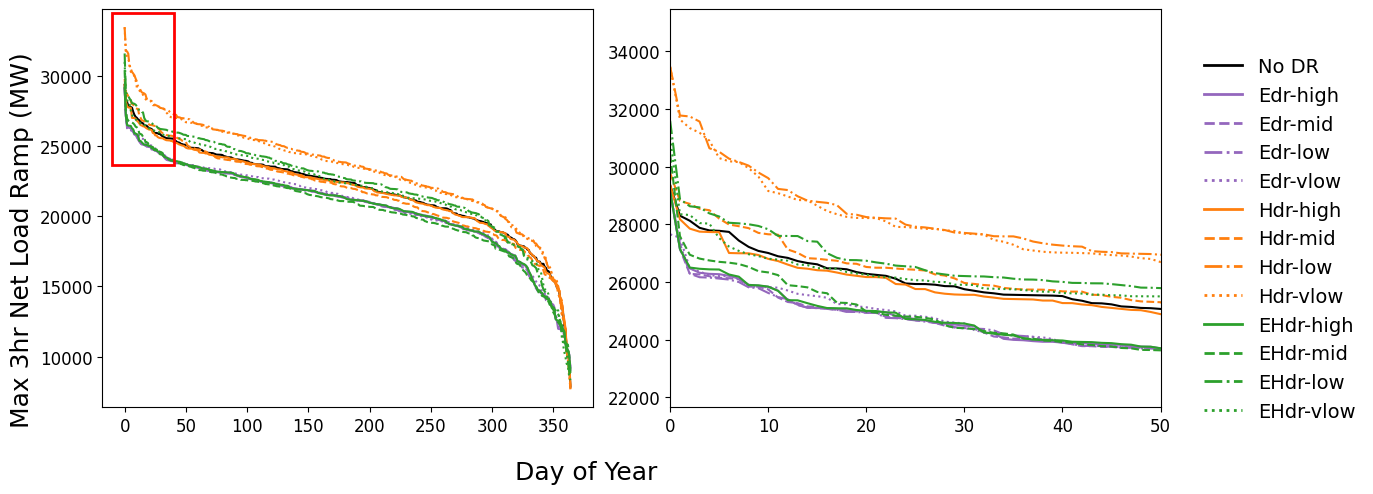 Max 3hr Net Load Ramp (MW)
30000
25000
20000
15000
10000
0
50
100
150
200
250
300
350
34000
32000
30000
28000
26000
24000
22000
0
10
20
30
40
50
Day of Year
No DR
Edr-high
Edr-mid
Edr-low
Edr-vlow
Hdr-high
Hdr-mid
Hdr-low
Hdr-vlow
EHdr-high
EHdr-mid
EHdr-low
EHdr-vlow